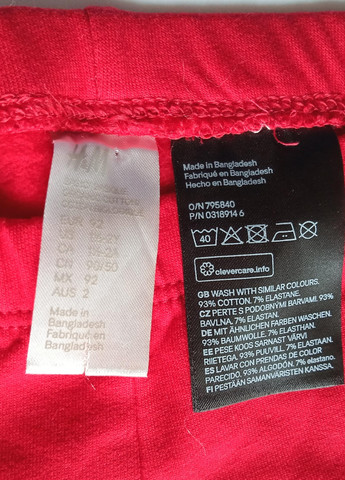 H&M
EUR 92
CN 90/50
MX 92
AUS 2
Made in
Bangladesh
Fabriqué en
Bangladesh
Made in Bangladesh
Fabriqué en Bangladesh
Hecho en Bangladesh
O/N 795840
P/N 0318914 6
40
clevercare.info
GB WASH WITH SIMILAR COLOURS.
93% COTTON. 7% ELASTANE.
CZ PERTE S PODOBNÝMI BARVAMI. 93%
BAVLNA. 7% ELASTAN.
DE MIT ÄHNLICHEN FARBEN WASCHEN.
93% BAUMWOLLE. 7% ELASTHAN.
EE PESE KOOS SARNAST VÄRVI
RIIETEGA. 93% PUUVILL. 7% ELASTAAN.
ES LAVAR CON PRENDAS DE COLOR
PARECIDO. 93% ALGODÓN. 7% elastano.
FI PESTÄÄN SAMANVÄRISTEN KANSSA.